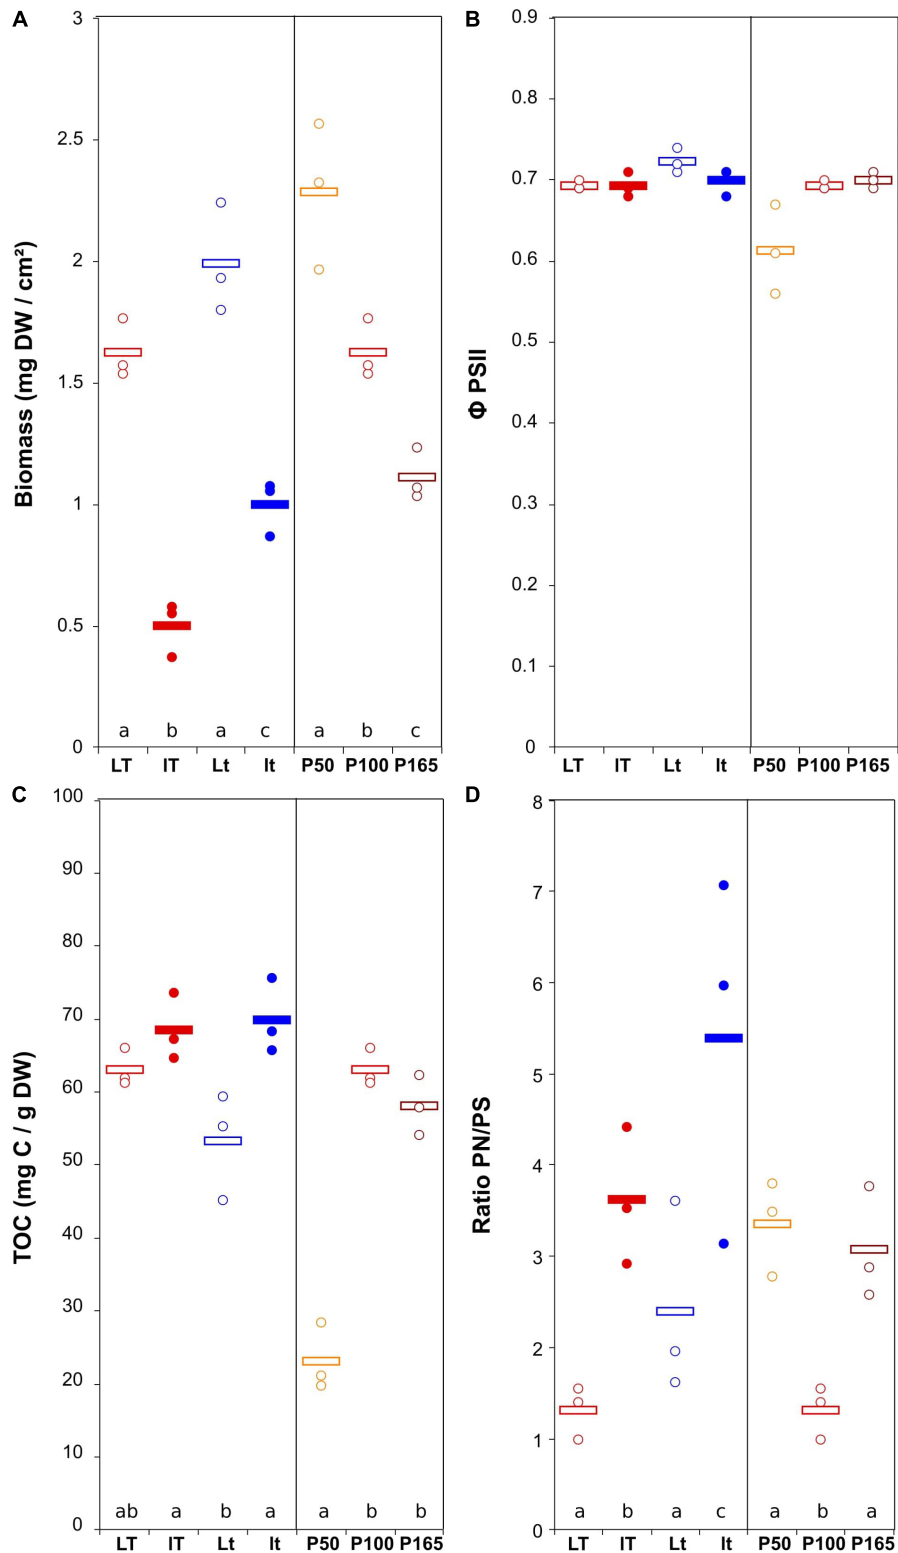 A
Biomass (mg DW / cm²)
3
2.5
2
1.5
1
0.5
0
a b a c a b c
LT lT Lt lt P50 P100 P165
B
Φ PSII
0.9
0.8
0.7
0.6
0.5
0.4
0.3
0.2
0.1
0
LT lT Lt lt P50 P100 P165
C
TOC (mg C / g DW)
100
90
80
70
60
50
40
30
20
10
0
ab a b a a b b
LT lT Lt lt P50 P100 P165
D
Ratio PN/PS
8
7
6
5
4
3
2
1
0
a b a c a b a
LT lT Lt lt P50 P100 P165